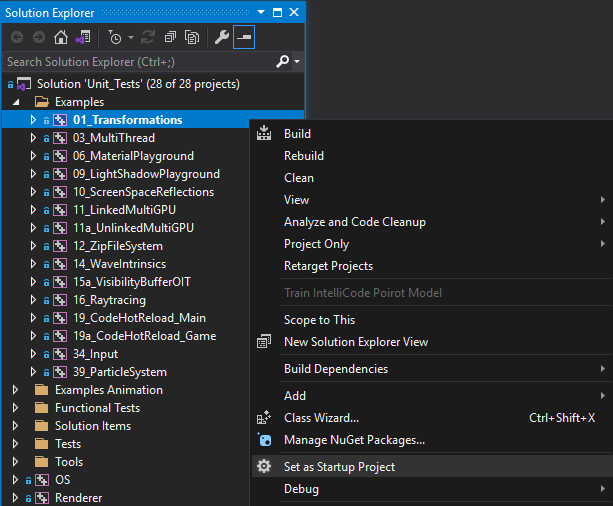 Solution Explorer
Search Solution Explorer (Ctrl+;)
Solution 'Unit_Tests' (28 of 28 projects)
Examples
01_Transformations
03_MultiThread
06_MaterialPlayground
09_LightShadowPlayground
10_ScreenSpaceReflections
11_LinkedMultiGPU
11a_UnlinkedMultiGPU
12_ZipFileSystem
14_WaveIntrinsics
15a_VisibilityBufferOIT
16_Raytracing
19_CodeHotReload_Main
19a_CodeHotReload_Game
34_Input
39_ParticleSystem
Examples Animation
Functional Tests
Solution Items
Tests
Tools
OS
Renderer
Build
Rebuild
Clean
View
Analyze and Code Cleanup
Project Only
Retarget Projects
Train IntelliCode Poirot Model
Scope to This
New Solution Explorer View
Build Dependencies
Add
Class Wizard... Ctrl+Shift+X
Manage NuGet Packages...
Set as Startup Project
Debug